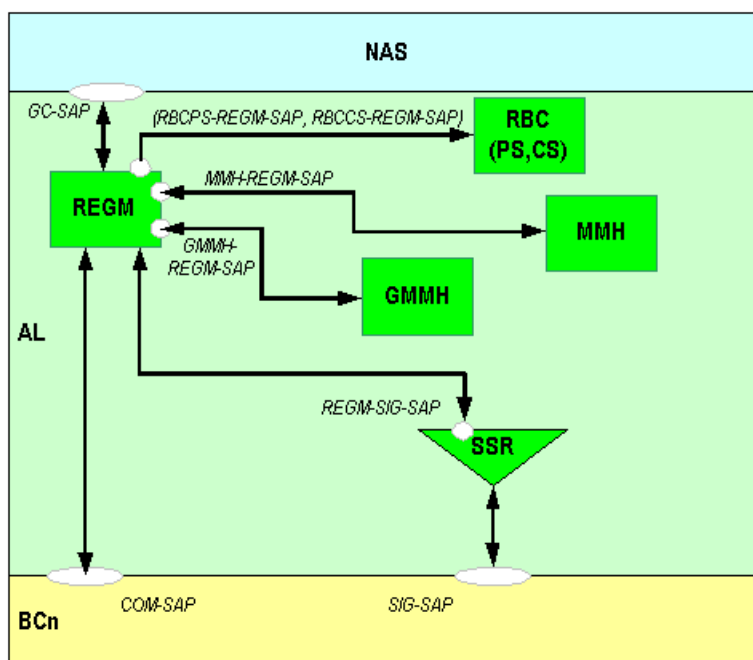 NAS
GC-SAP
(RBCPS-REGM-SAP, RBCCS-REGM-SAP)
RBC
(PS,CS)
MMH-REGM-SAP
REGM
MMH
GMMH-
REGM-SAP
GMMH
AL
REGM-SIG-SAP
SSR
COM-SAP
SIG-SAP
BCn